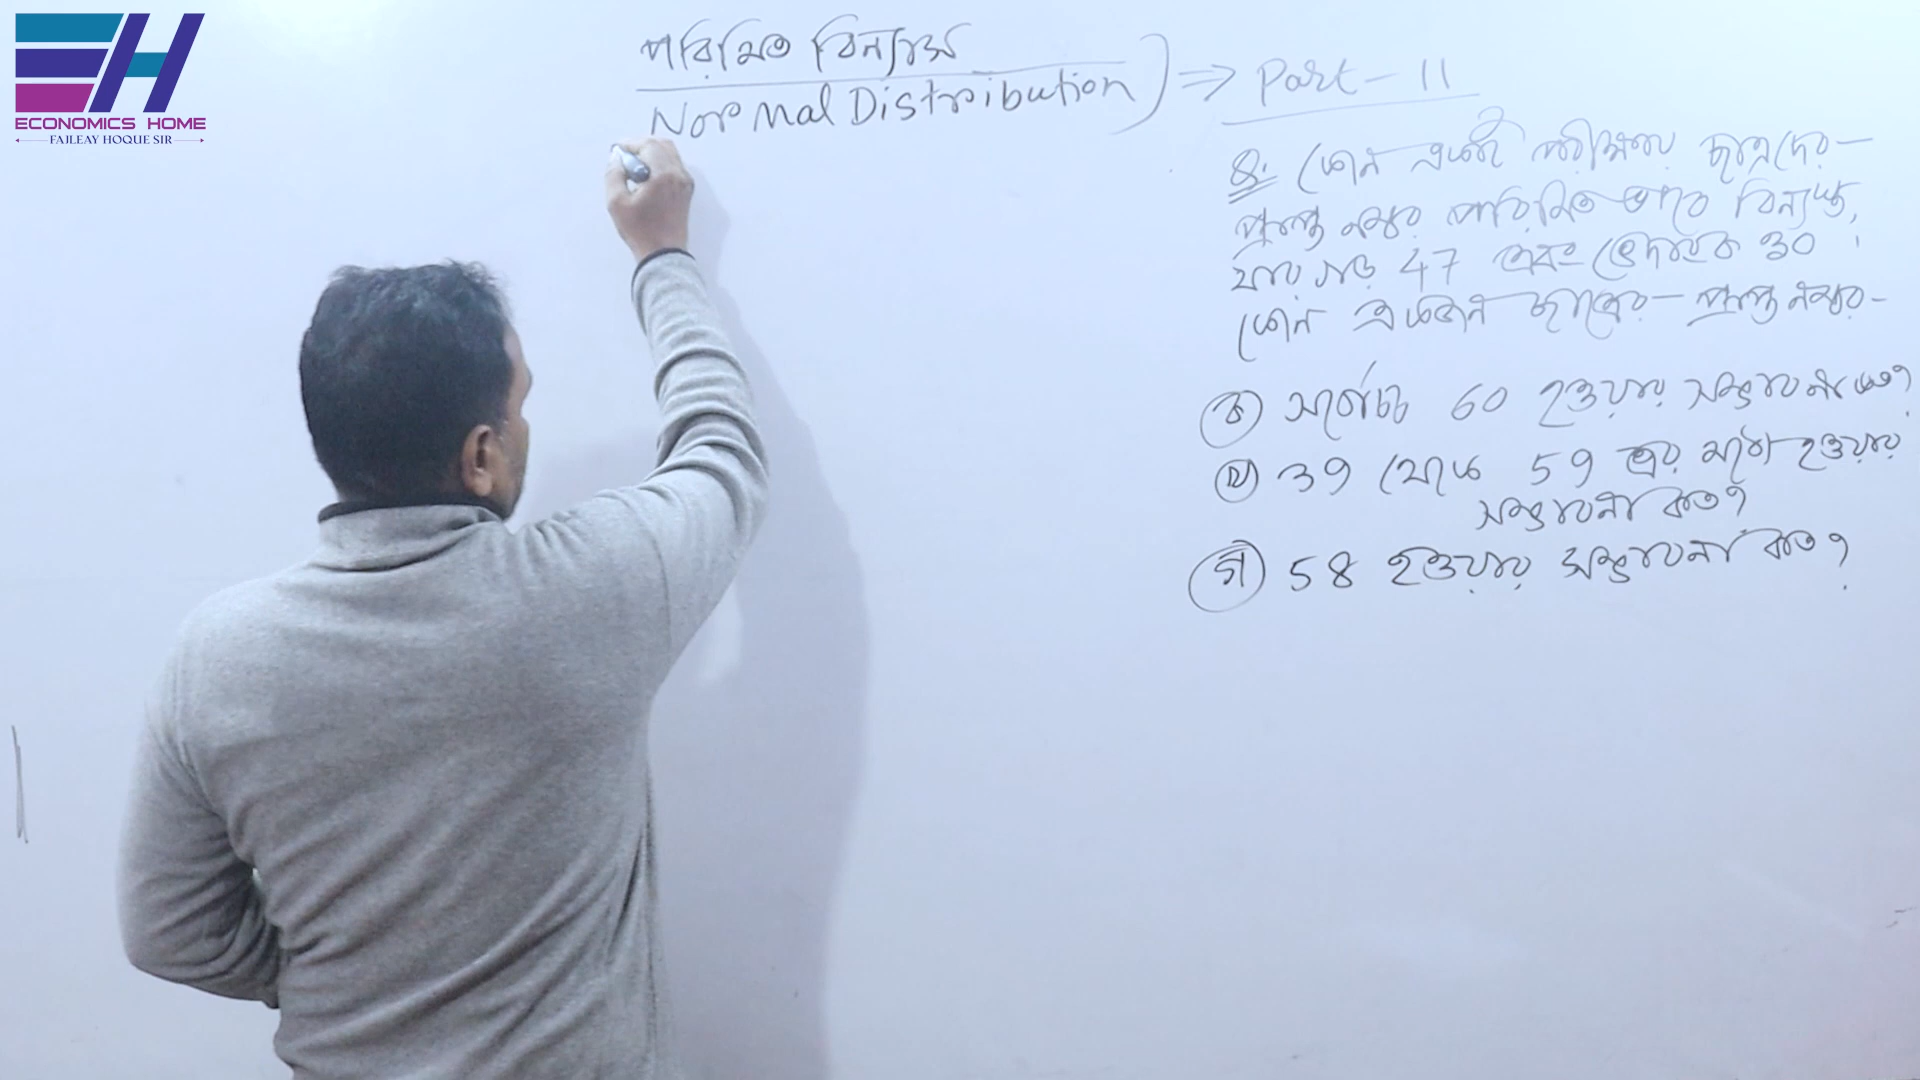 ECONOMICS HOME
FAJLEAY HOQUE SIR
পরিমিত বিন্যাস
Normal Distribution ) ⇒ Part - 11
Q: কোন একটি পরীক্ষায় ছাত্রদের
প্রাপ্ত নম্বর পরিমিত ভাবে বিন্যস্ত,
যার গড় 47 এবং ভেদাংক 30 ।
কোন একজন ছাত্রের প্রাপ্ত নম্বর-
ক সর্বোচ্চ 60 হওয়ার সম্ভাবনা কত?
খ 39 থেকে 59 এর মধ্যে হওয়ার
সম্ভাবনা কত?
গ 58 হওয়ার সম্ভাবনা কত?